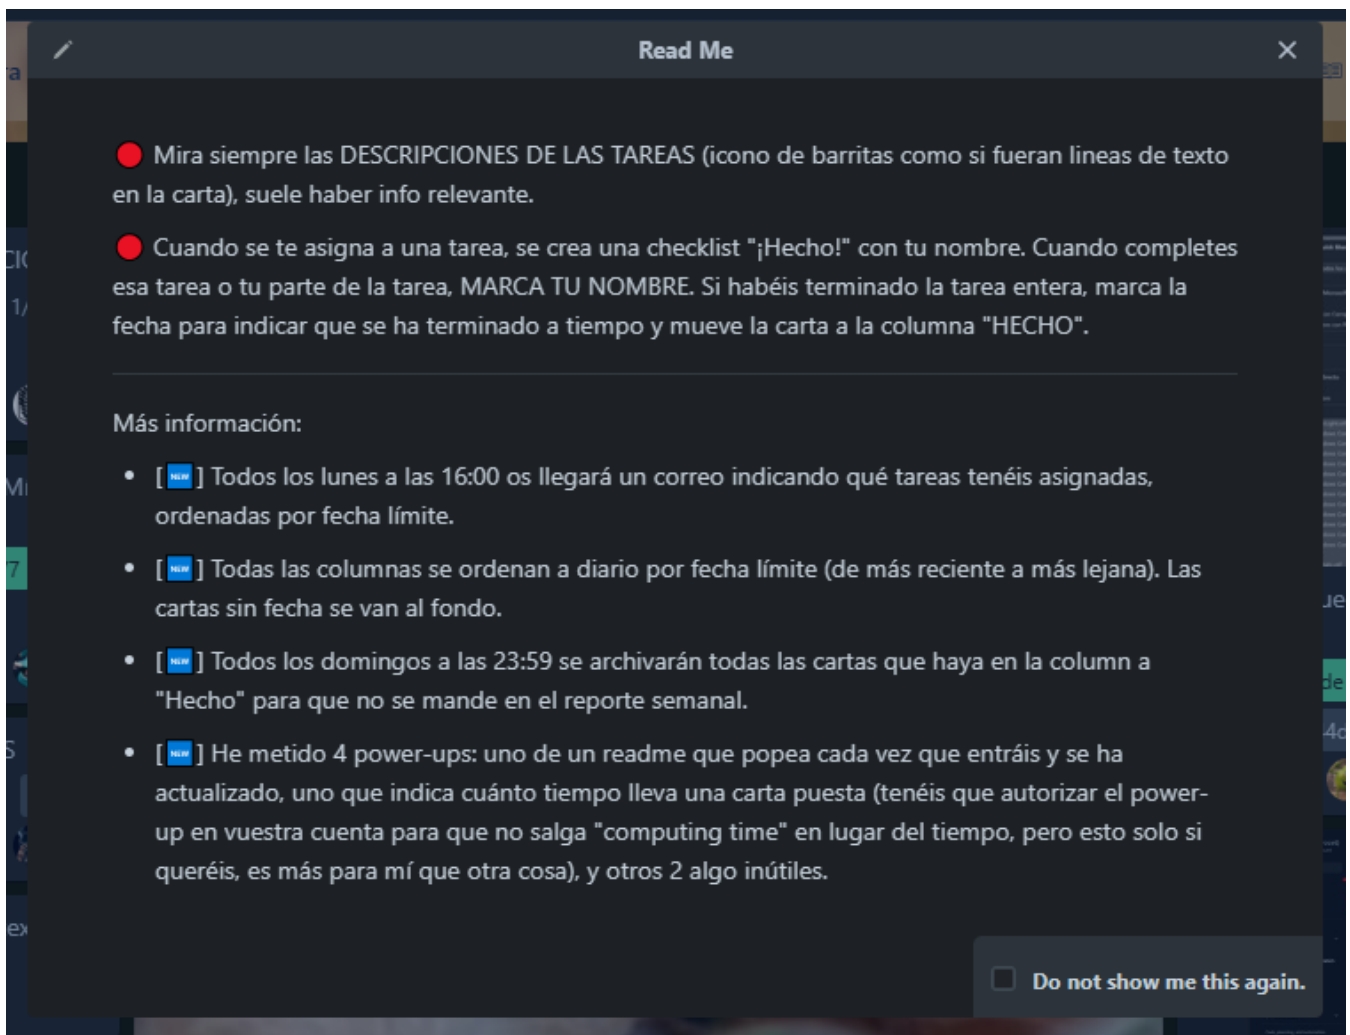 Read Me
🔴 Mira siempre las DESCRIPCIONES DE LAS TAREAS (icono de barritas como si fueran lineas de texto
en la carta), suele haber info relevante.
🔴 Cuando se te asigna a una tarea, se crea una checklist "¡Hecho!" con tu nombre. Cuando completes
esa tarea o tu parte de la tarea, MARCA TU NOMBRE. Si habéis terminado la tarea entera, marca la
fecha para indicar que se ha terminado a tiempo y mueve la carta a la columna "HECHO".
Más información:
• [🆕] Todos los lunes a las 16:00 os llegará un correo indicando qué tareas tenéis asignadas,
ordenadas por fecha límite.
• [🆕] Todas las columnas se ordenan a diario por fecha límite (de más reciente a más lejana). Las
cartas sin fecha se van al fondo.
• [🆕] Todos los domingos a las 23:59 se archivarán todas las cartas que haya en la column a
"Hecho" para que no se mande en el reporte semanal.
• [🆕] He metido 4 power-ups: uno de un readme que popea cada vez que entráis y se ha
actualizado, uno que indica cuánto tiempo lleva una carta puesta (tenéis que autorizar el power-
up en vuestra cuenta para que no salga "computing time" en lugar del tiempo, pero esto solo si
queréis, es más para mí que otra cosa), y otros 2 algo inútiles.
Do not show me this again.